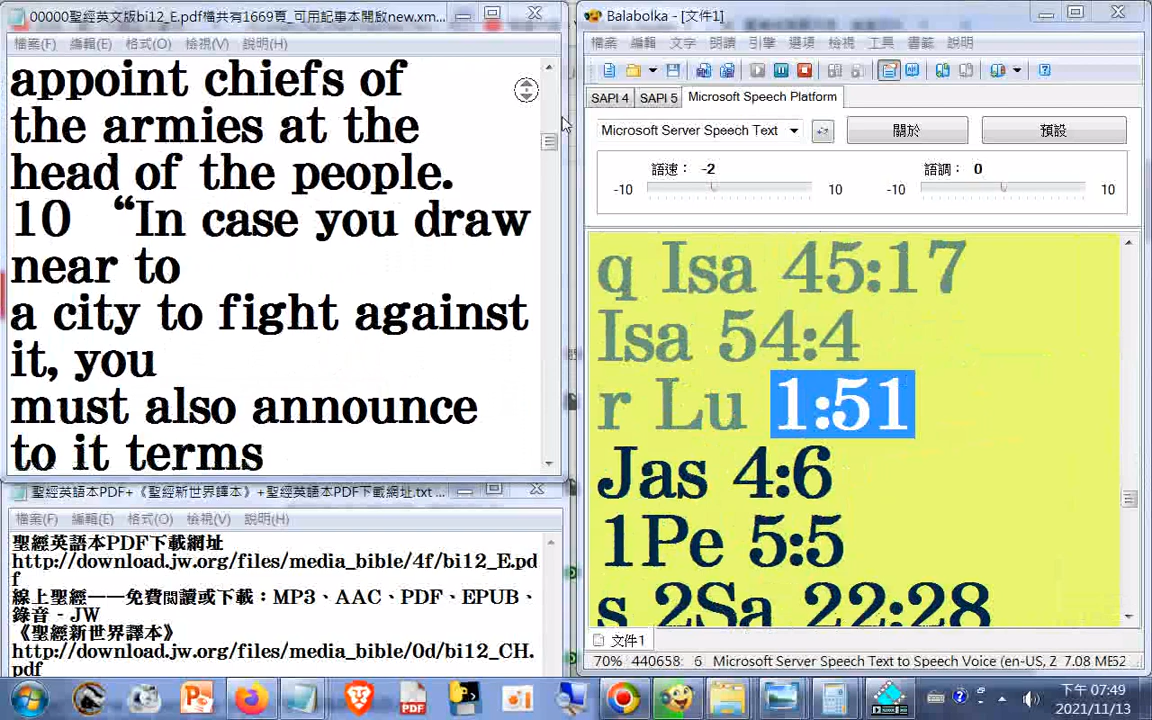 00000聖經英文版bi12_E.pdf檔共有1669頁_可用記事本開啟new.xm...
檔案(F) 編輯(E) 格式(O) 檢視(V) 說明(H)
appoint chiefs of
the armies at the
head of the people.
10 “In case you draw
near to
a city to fight against
it, you
must also announce
to it terms
聖經英語本PDF+《聖經新世界譯本》+聖經英語本PDF下載網址.txt ...
檔案(F) 編輯(E) 格式(O) 檢視(V) 說明(H)
聖經英語本PDF下載網址
http://download.jw.org/files/media_bible/4f/bi12_E.pd
f
線上聖經——免費閱讀或下載：MP3、AAC、PDF、EPUB、
錄音 - JW
《聖經新世界譯本》
http://download.jw.org/files/media_bible/0d/bi12_CH.
pdf
Balabolka - [文件1]
檔案 編輯 文字 朗讀 引擎 選項 檢視 工具 書籤 說明
SAPI 4 SAPI 5 Microsoft Speech Platform
Microsoft Server Speech Text 關於 預設
語速： -2 語調： 0
-10 10 -10 10
q Isa 45:17
Isa 54:4
r Lu 1:51
Jas 4:6
1Pe 5:5
s 2Sa 22:28
文件1
70% 440658: 6 Microsoft Server Speech Text to Speech Voice (en-US, Z 7.08 ME52
下午 07:49
2021/11/13